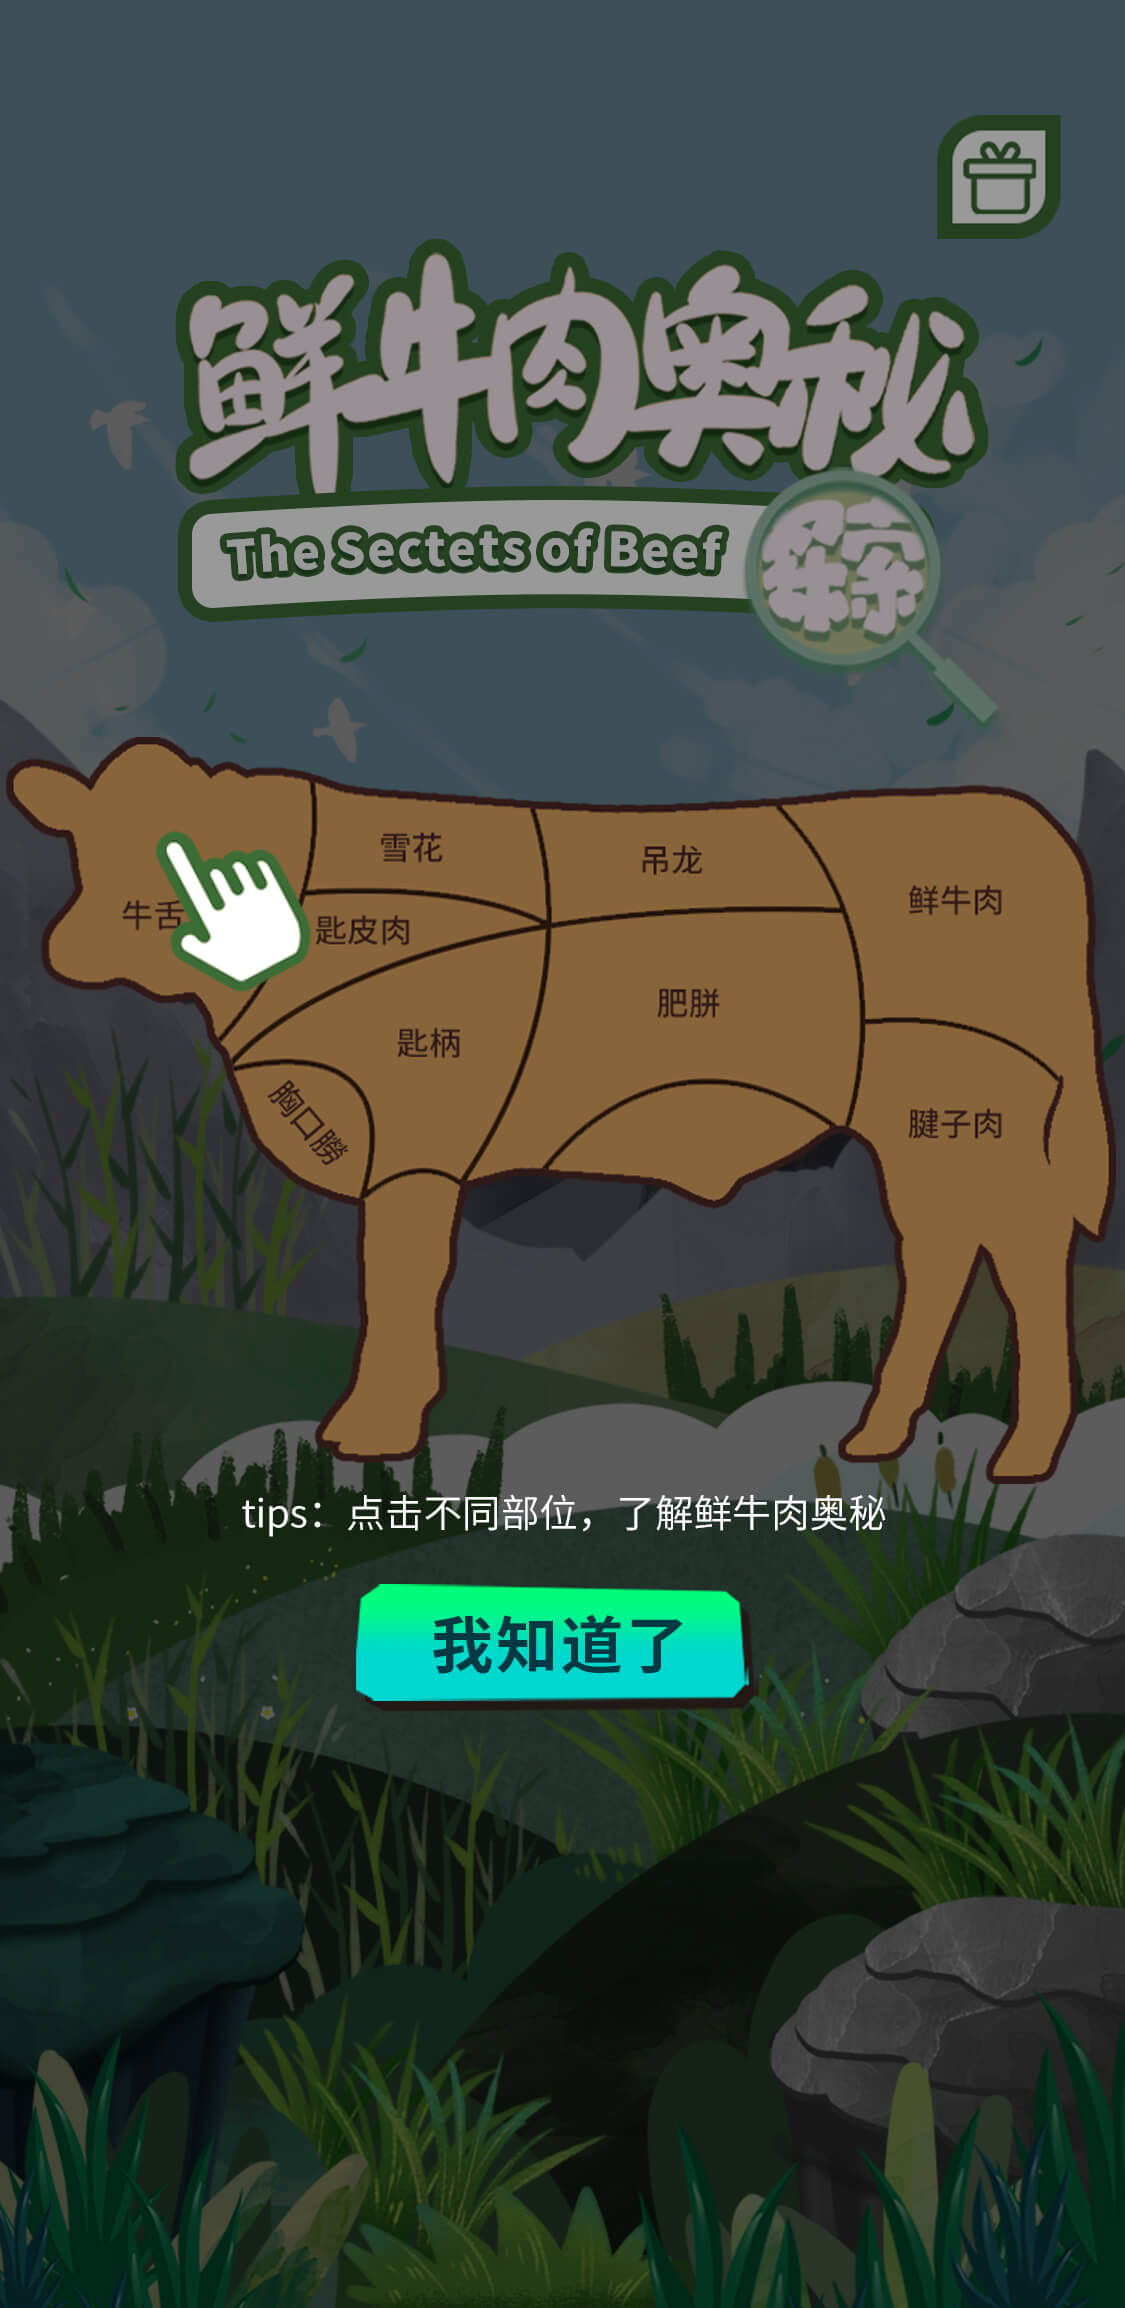 鲜牛肉奥秘
The Sectets of Beef
探索
雪花
吊龙
鲜牛肉
牛舌
匙皮肉
肥胼
匙柄
胸口朥
腱子肉
tips：点击不同部位，了解鲜牛肉奥秘
我知道了